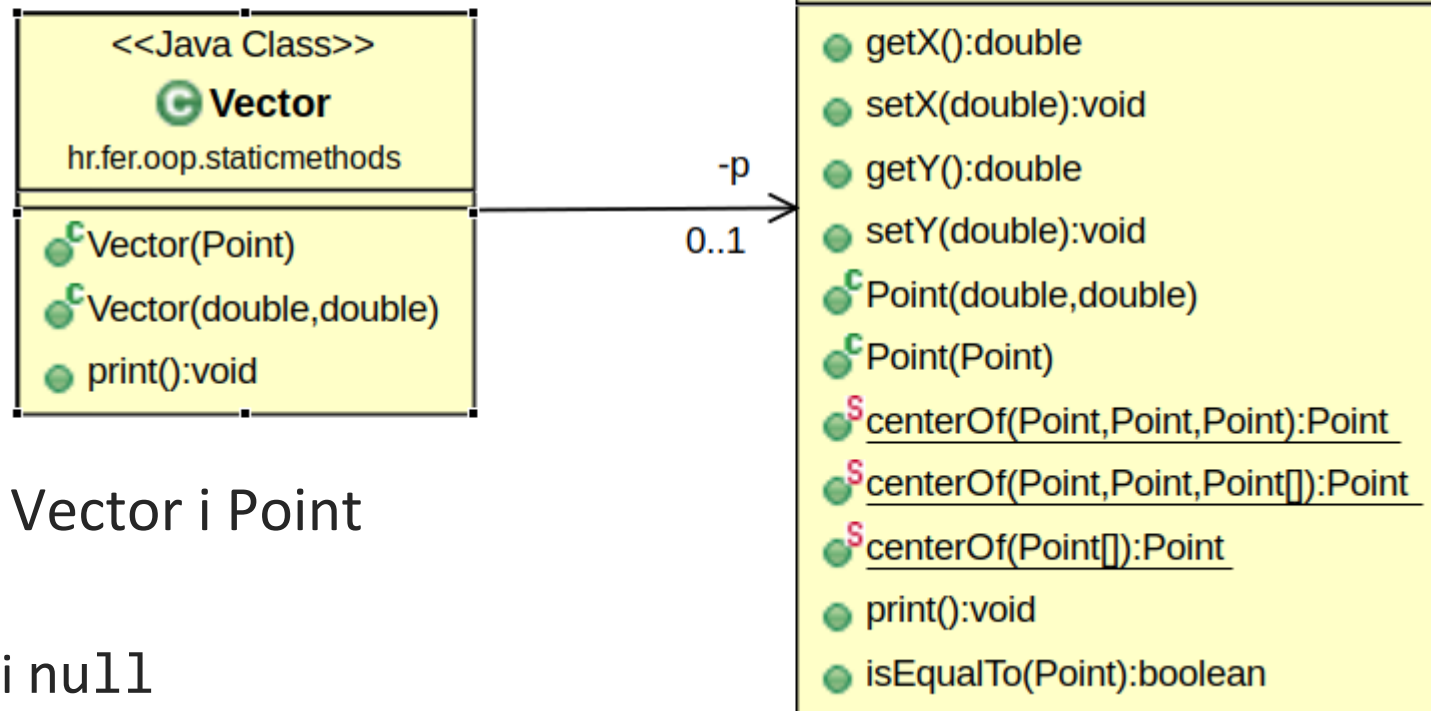 <<Java Class>>
Vector
hr.fer.oop.staticmethods
Vector(Point)
Vector(double,double)
print():void
-p
0..1
getX():double
setX(double):void
getY():double
setY(double):void
Point(double,double)
Point(Point)
centerOf(Point,Point,Point):Point
centerOf(Point,Point,Point[]):Point
centerOf(Point[]):Point
print():void
isEqualTo(Point):boolean
Vector i Point
i null